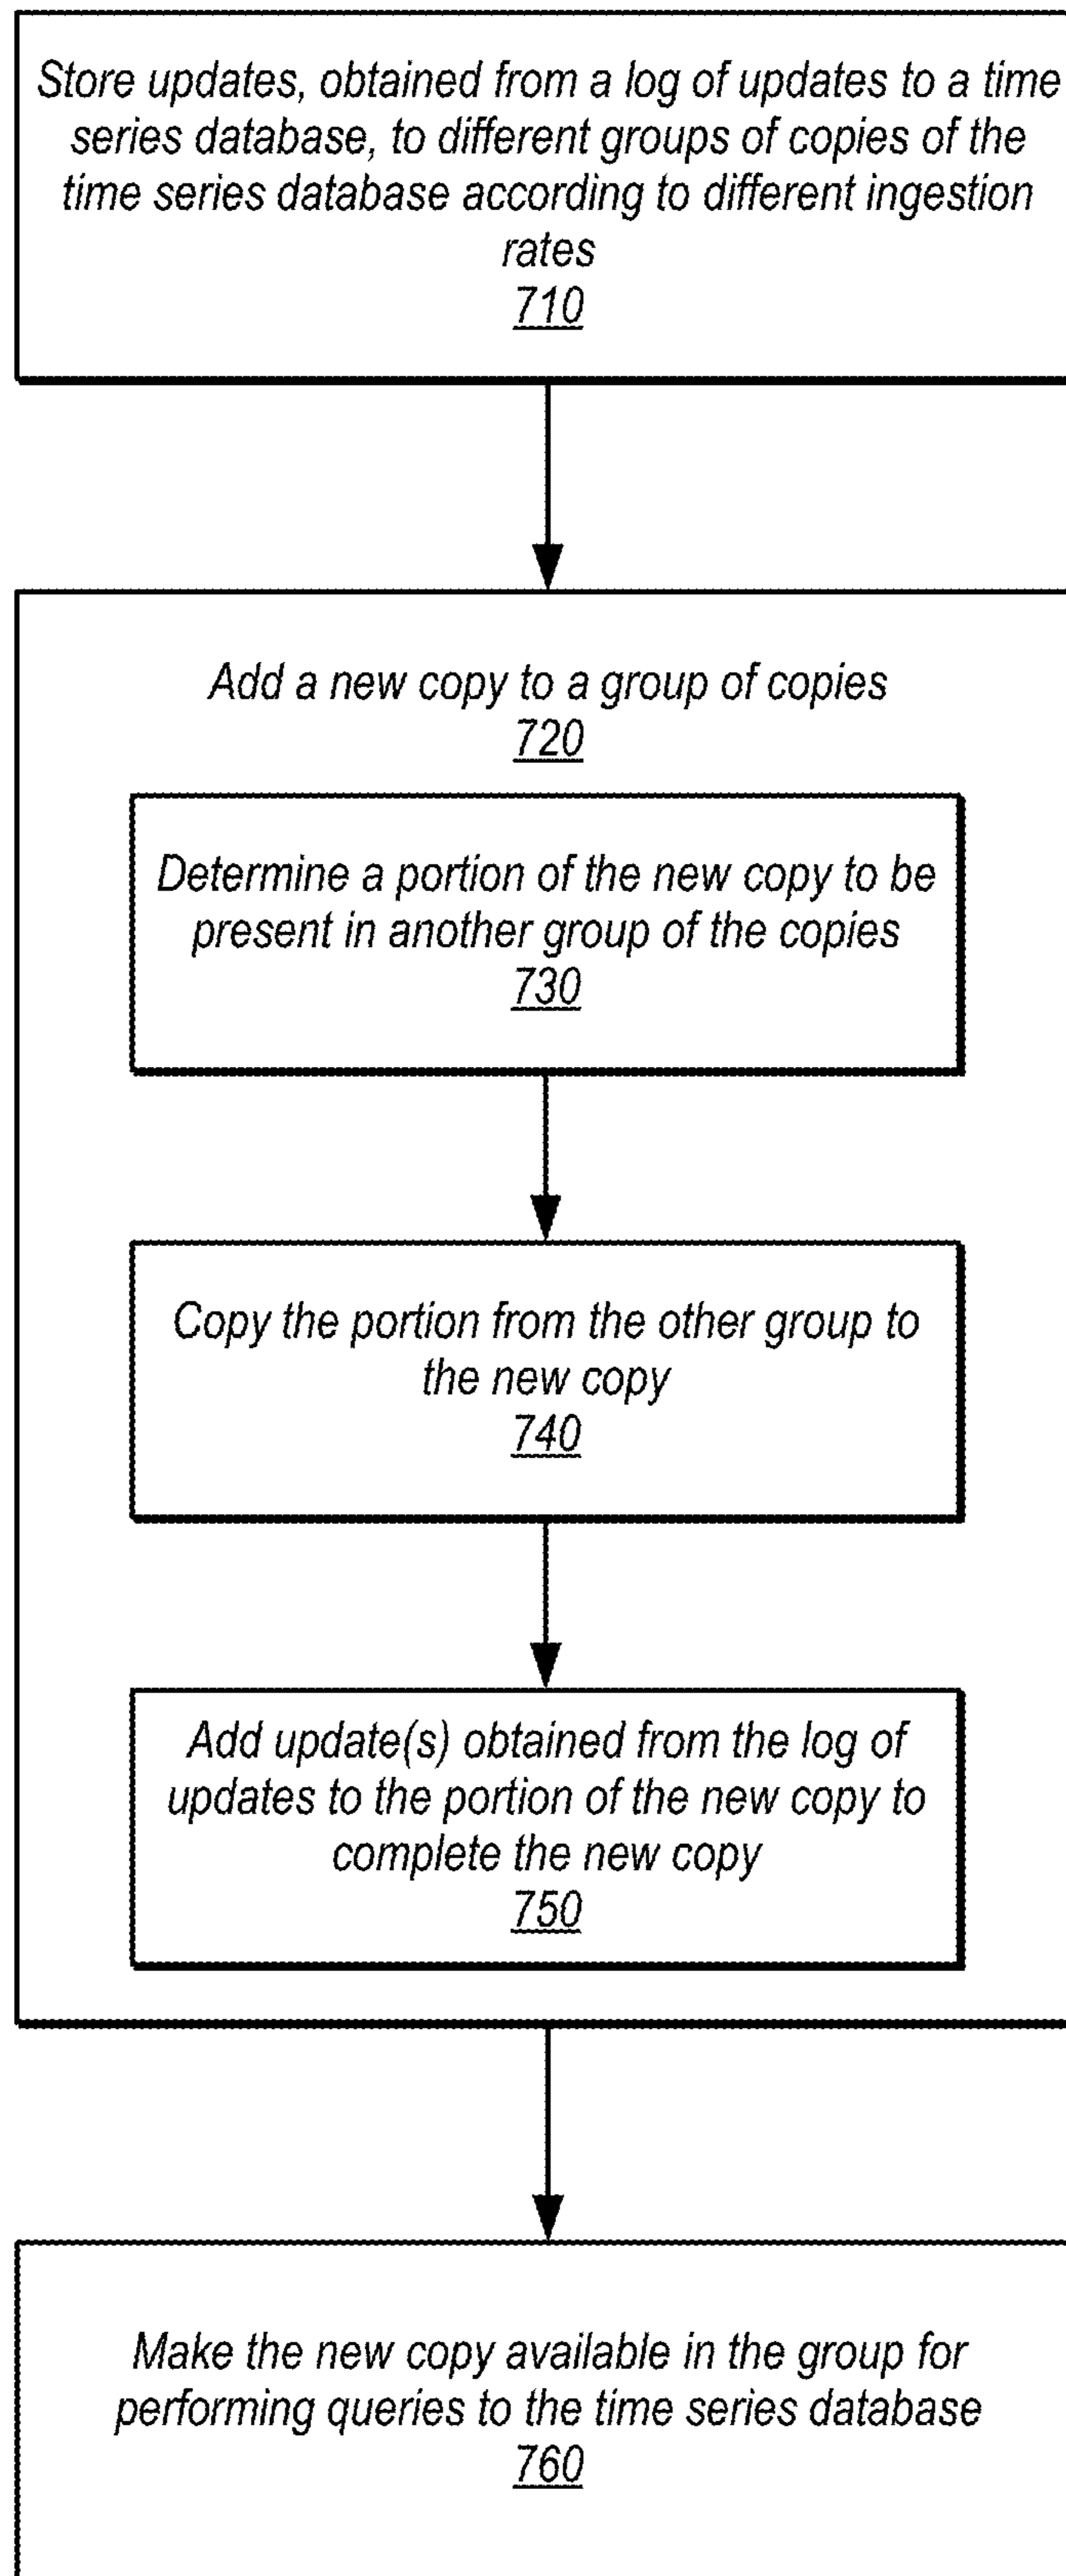 Store updates, obtained from a log of updates to a time
series database, to different groups of copies of the
time series database according to different ingestion
rates
710
Add a new copy to a group of copies
720
Determine a portion of the new copy to be
present in another group of the copies
730
Copy the portion from the other group to
the new copy
740
Add update(s) obtained from the log of
updates to the portion of the new copy to
complete the new copy
750
Make the new copy available in the group for
performing queries to the time series database
760